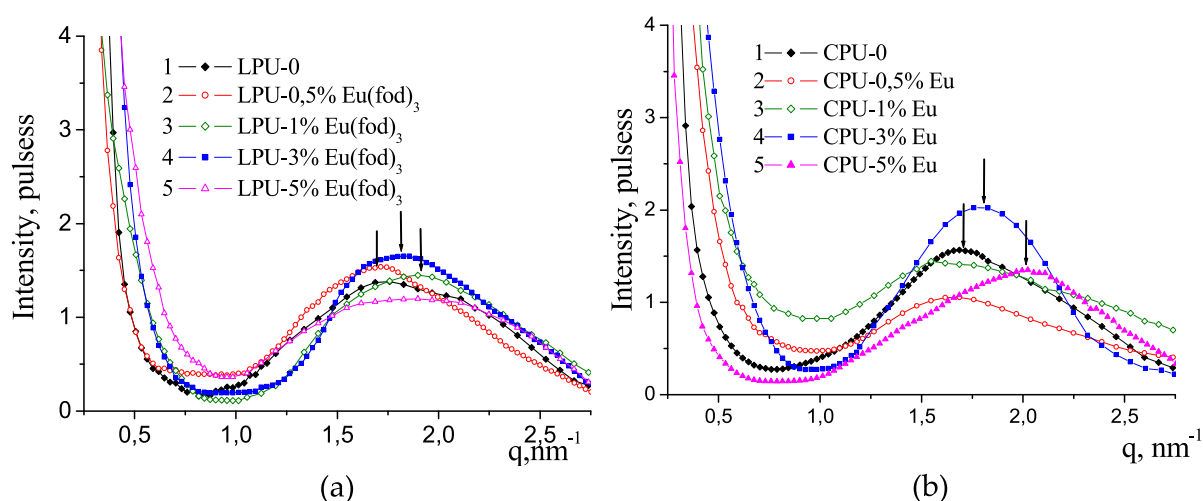 4
3
2
1
0
Intensity, pulsess
1 LPU-0
2 LPU-0,5% Eu(fod)3
3 LPU-1% Eu(fod)3
4 LPU-3% Eu(fod)3
5 LPU-5% Eu(fod)3
0,5 1,0 1,5 2,0 2,5
q,nm-1
(a)
4
3
2
1
0
Intensity, pulsess
1 CPU-0
2 CPU-0,5% Eu
3 CPU-1% Eu
4 CPU-3% Eu
5 CPU-5% Eu
0,5 1,0 1,5 2,0 2,5
q, nm-1
(b)